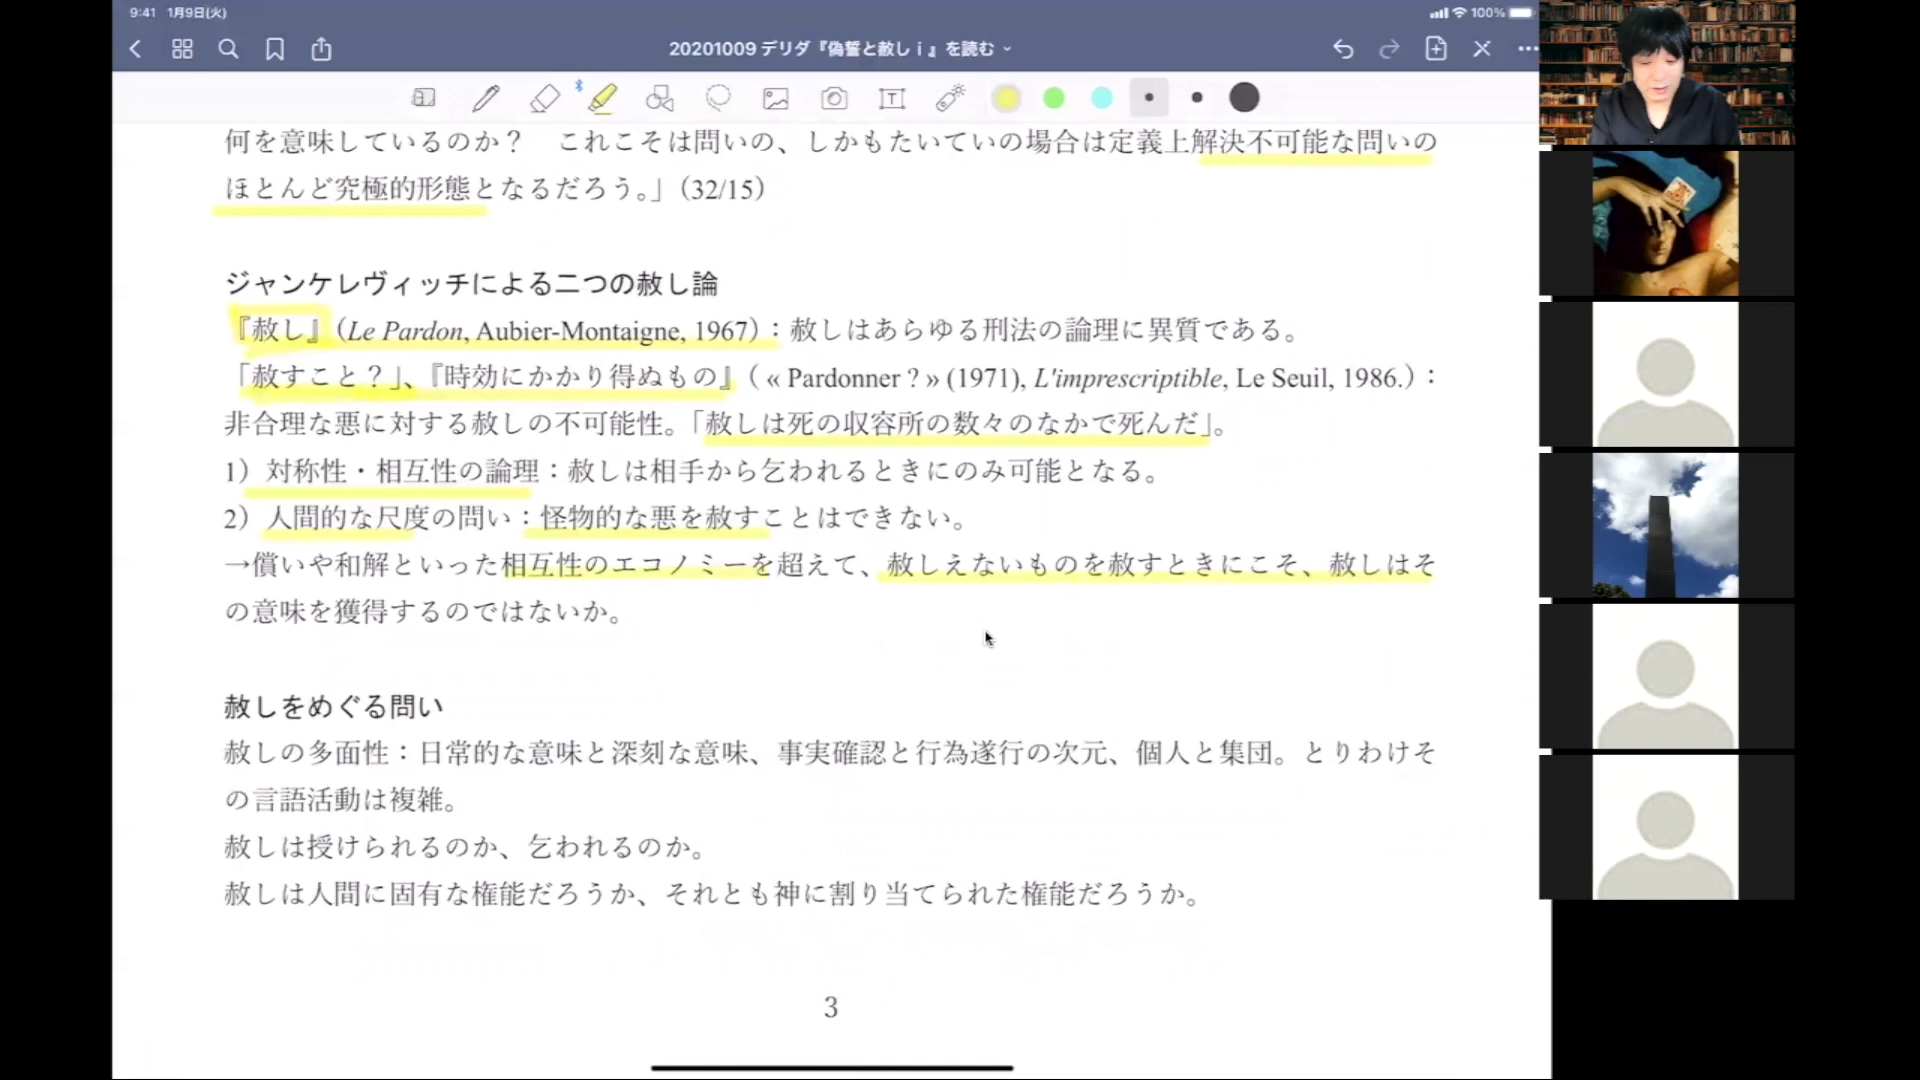 9:41 1月9日(火)
100%
20201009 デリダ『偽誓と赦しⅰ』を読む
何を意味しているのか？　これこそは問いの、しかもたいていの場合は定義上解決不可能な問いの
ほとんど究極的形態となるだろう。」（32/15）
ジャンケレヴィッチによる二つの赦し論
『赦し』（Le Pardon, Aubier-Montaigne, 1967）：赦しはあらゆる刑法の論理に異質である。
「赦すこと？」、『時効にかかり得ぬもの』（ « Pardonner ? » (1971), L'imprescriptible, Le Seuil, 1986.）：
非合理な悪に対する赦しの不可能性。「赦しは死の収容所の数々のなかで死んだ」。
1）対称性・相互性の論理：赦しは相手から乞われるときにのみ可能となる。
2）人間的な尺度の問い：怪物的な悪を赦すことはできない。
→償いや和解といった相互性のエコノミーを超えて、赦しえないものを赦すときにこそ、赦しはそ
の意味を獲得するのではないか。
赦しをめぐる問い
赦しの多面性：日常的な意味と深刻な意味、事実確認と行為遂行の次元、個人と集団。とりわけそ
の言語活動は複雑。
赦しは授けられるのか、乞われるのか。
赦しは人間に固有な権能だろうか、それとも神に割り当てられた権能だろうか。
3